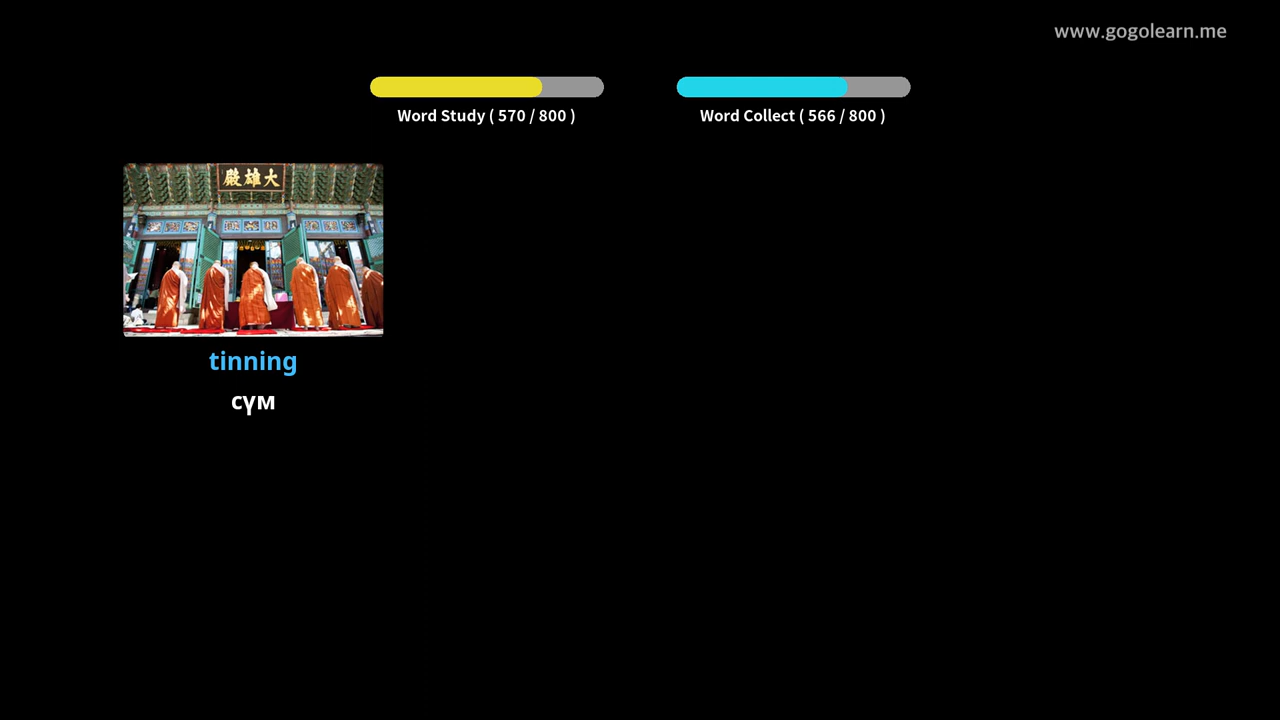 www.gogolearn.me
Word Study ( 570 / 800 )
Word Collect ( 566 / 800 )
大雄殿
tinning
сүм